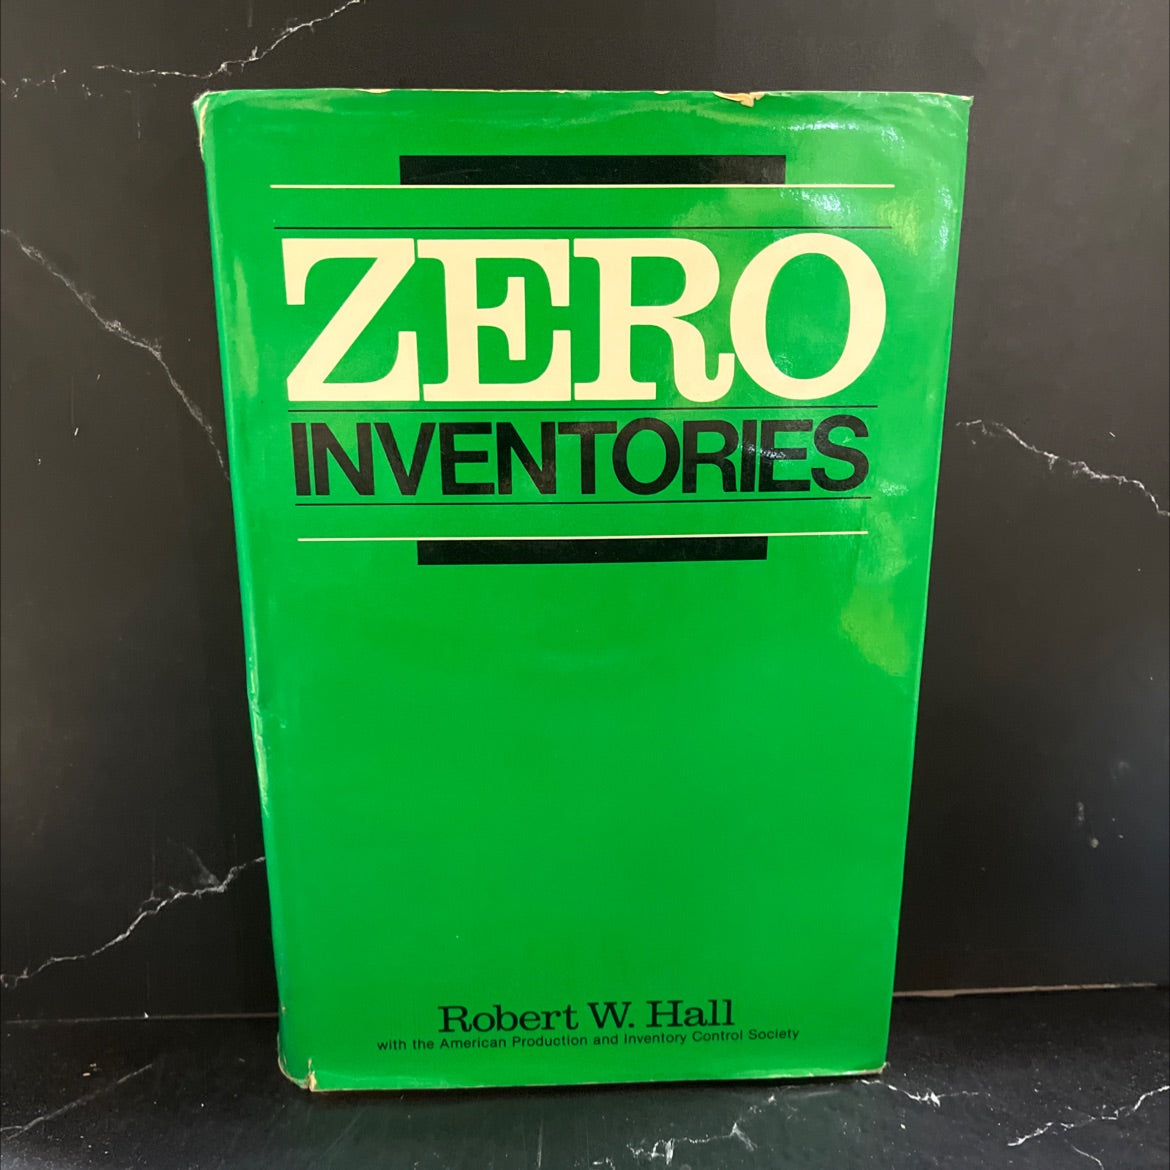 ZERO
INVENTORIES
Robert W. Hall
with the American Production and Inventory Control Society